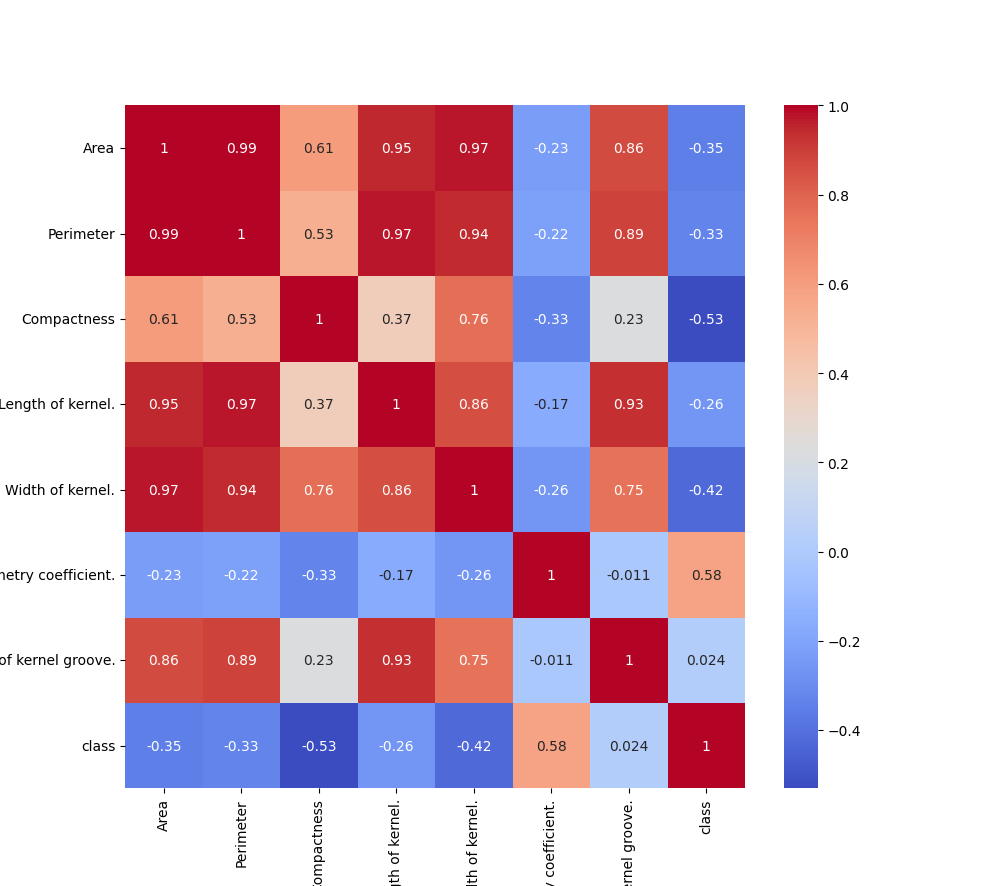 Area 1 0.99 0.61 0.95 0.97 -0.23 0.86 -0.35
Perimeter 0.99 1 0.53 0.97 0.94 -0.22 0.89 -0.33
Compactness 0.61 0.53 1 0.37 0.76 -0.33 0.23 -0.53
Length of kernel. 0.95 0.97 0.37 1 0.86 -0.17 0.93 -0.26
Width of kernel. 0.97 0.94 0.76 0.86 1 -0.26 0.75 -0.42
metry coefficient. -0.23 -0.22 -0.33 -0.17 -0.26 1 -0.011 0.58
of kernel groove. 0.86 0.89 0.23 0.93 0.75 -0.011 1 0.024
class -0.35 -0.33 -0.53 -0.26 -0.42 0.58 0.024 1
Area
Perimeter
ompactness
gth of kernel.
dth of kernel.
y coefficient.
ernel groove.
class
1.0
0.8
0.6
0.4
0.2
0.0
−0.2
−0.4